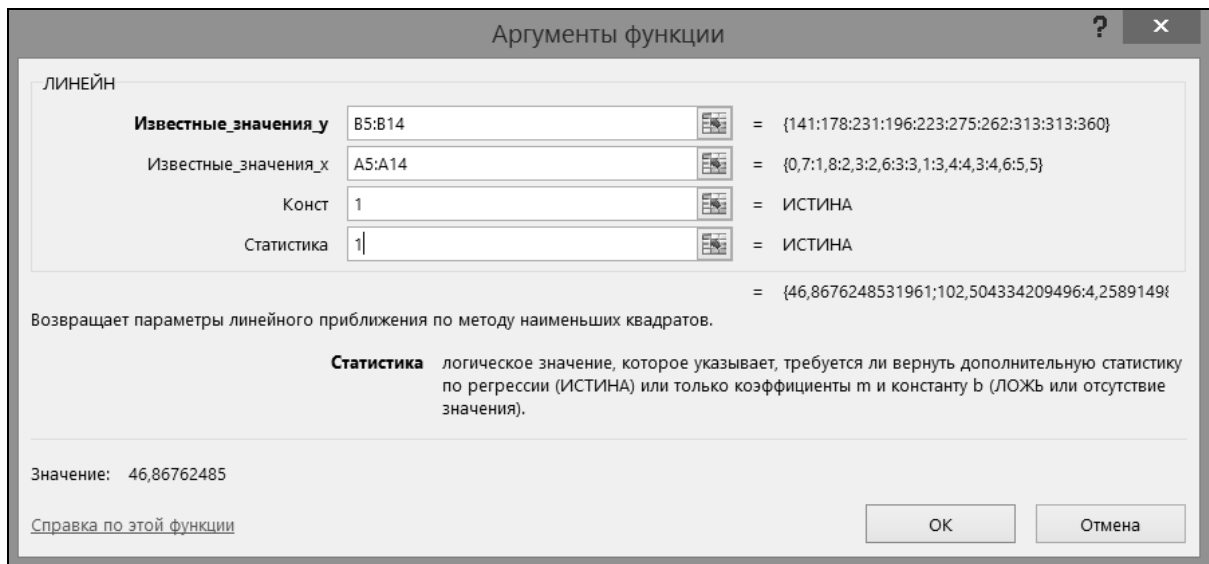 Аргументы функции
? ×
ЛИНЕЙН
Известные_значения_y B5:B14 = {141:178:231:196:223:275:262:313:313:360}
Известные_значения_x A5:A14 = {0,7:1,8:2,3:2,6:3:3,1:3,4:4,3:4,6:5,5}
Конст 1 = ИСТИНА
Статистика 1 = ИСТИНА
= {46,8676248531961;102,504334209496:4,2589149
Возвращает параметры линейного приближения по методу наименьших квадратов.
Статистика логическое значение, которое указывает, требуется ли вернуть дополнительную статистику
по регрессии (ИСТИНА) или только коэффициенты m и константу b (ЛОЖЬ или отсутствие
значения).
Значение: 46,86762485
Справка по этой функции
ОК Отмена